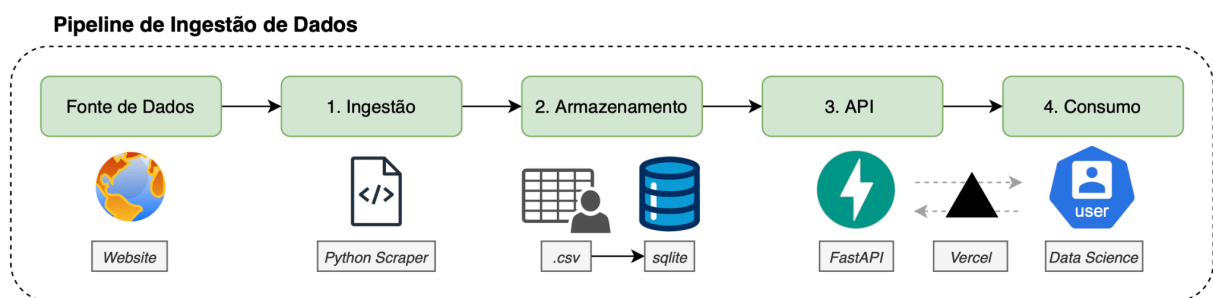 Pipeline de Ingestão de Dados
Fonte de Dados
1. Ingestão
2. Armazenamento
3. API
4. Consumo
</>
user
Website
Python Scraper
.csv
sqlite
FastAPI
Vercel
Data Science